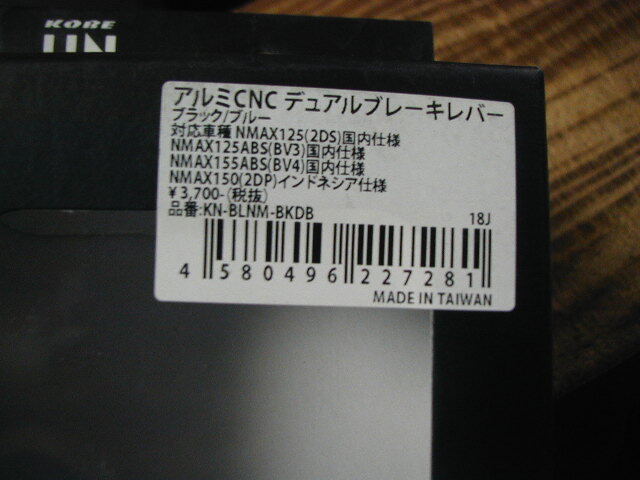 KOBE
アルミCNC デュアルブレーキレバー
ブラック/ブルー
対応車種 NMAX125(2DS)国内仕様
NMAX125ABS(BV3)国内仕様
NMAX155ABS(BV4)国内仕様
NMAX150(2DP)インドネシア仕様
¥3,700-(税抜)
品番:KN-BLNM-BKDB 18J
4 580496 227281
MADE IN TAIWAN